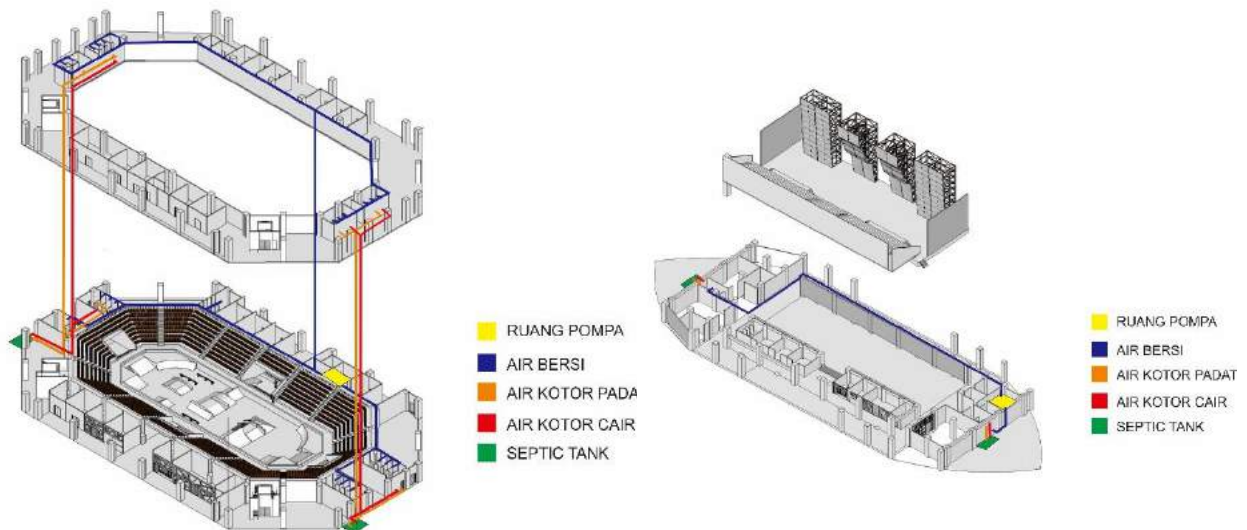 RUANG POMPA
AIR BERSI
AIR KOTOR PADA
AIR KOTOR CAIR
SEPTIC TANK
RUANG POMPA
AIR BERSI
AIR KOTOR PADAT
AIR KOTOR CAIR
SEPTIC TANK